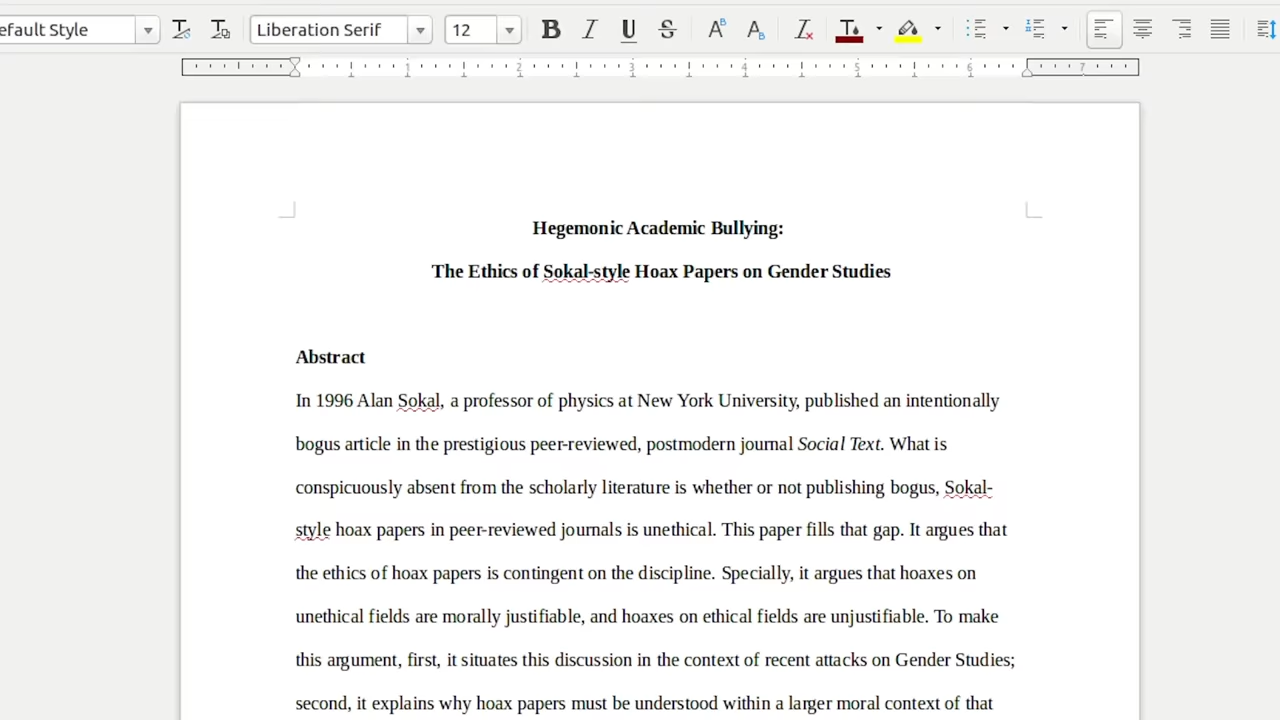 efault Style Liberation Serif 12
1 2 3 4 5 6 7
Hegemonic Academic Bullying:
The Ethics of Sokal-style Hoax Papers on Gender Studies
Abstract
In 1996 Alan Sokal, a professor of physics at New York University, published an intentionally
bogus article in the prestigious peer-reviewed, postmodern journal Social Text. What is
conspicuously absent from the scholarly literature is whether or not publishing bogus, Sokal-
style hoax papers in peer-reviewed journals is unethical. This paper fills that gap. It argues that
the ethics of hoax papers is contingent on the discipline. Specially, it argues that hoaxes on
unethical fields are morally justifiable, and hoaxes on ethical fields are unjustifiable. To make
this argument, first, it situates this discussion in the context of recent attacks on Gender Studies;
second, it explains why hoax papers must be understood within a larger moral context of that